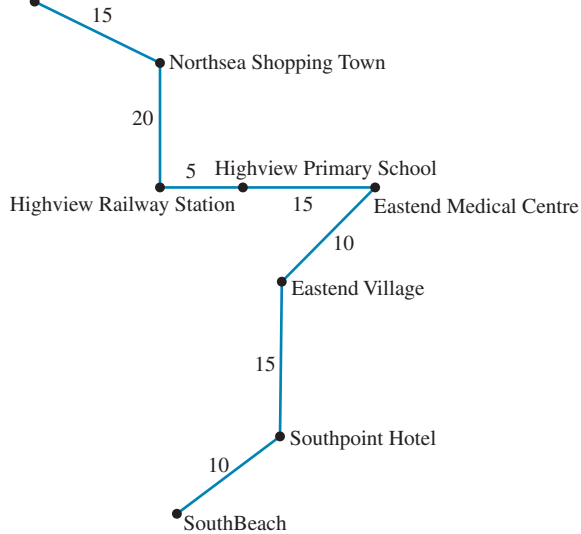 15
Northsea Shopping Town
20
5
Highview Primary School
Highview Railway Station
15
Eastend Medical Centre
10
Eastend Village
15
Southpoint Hotel
10
SouthBeach